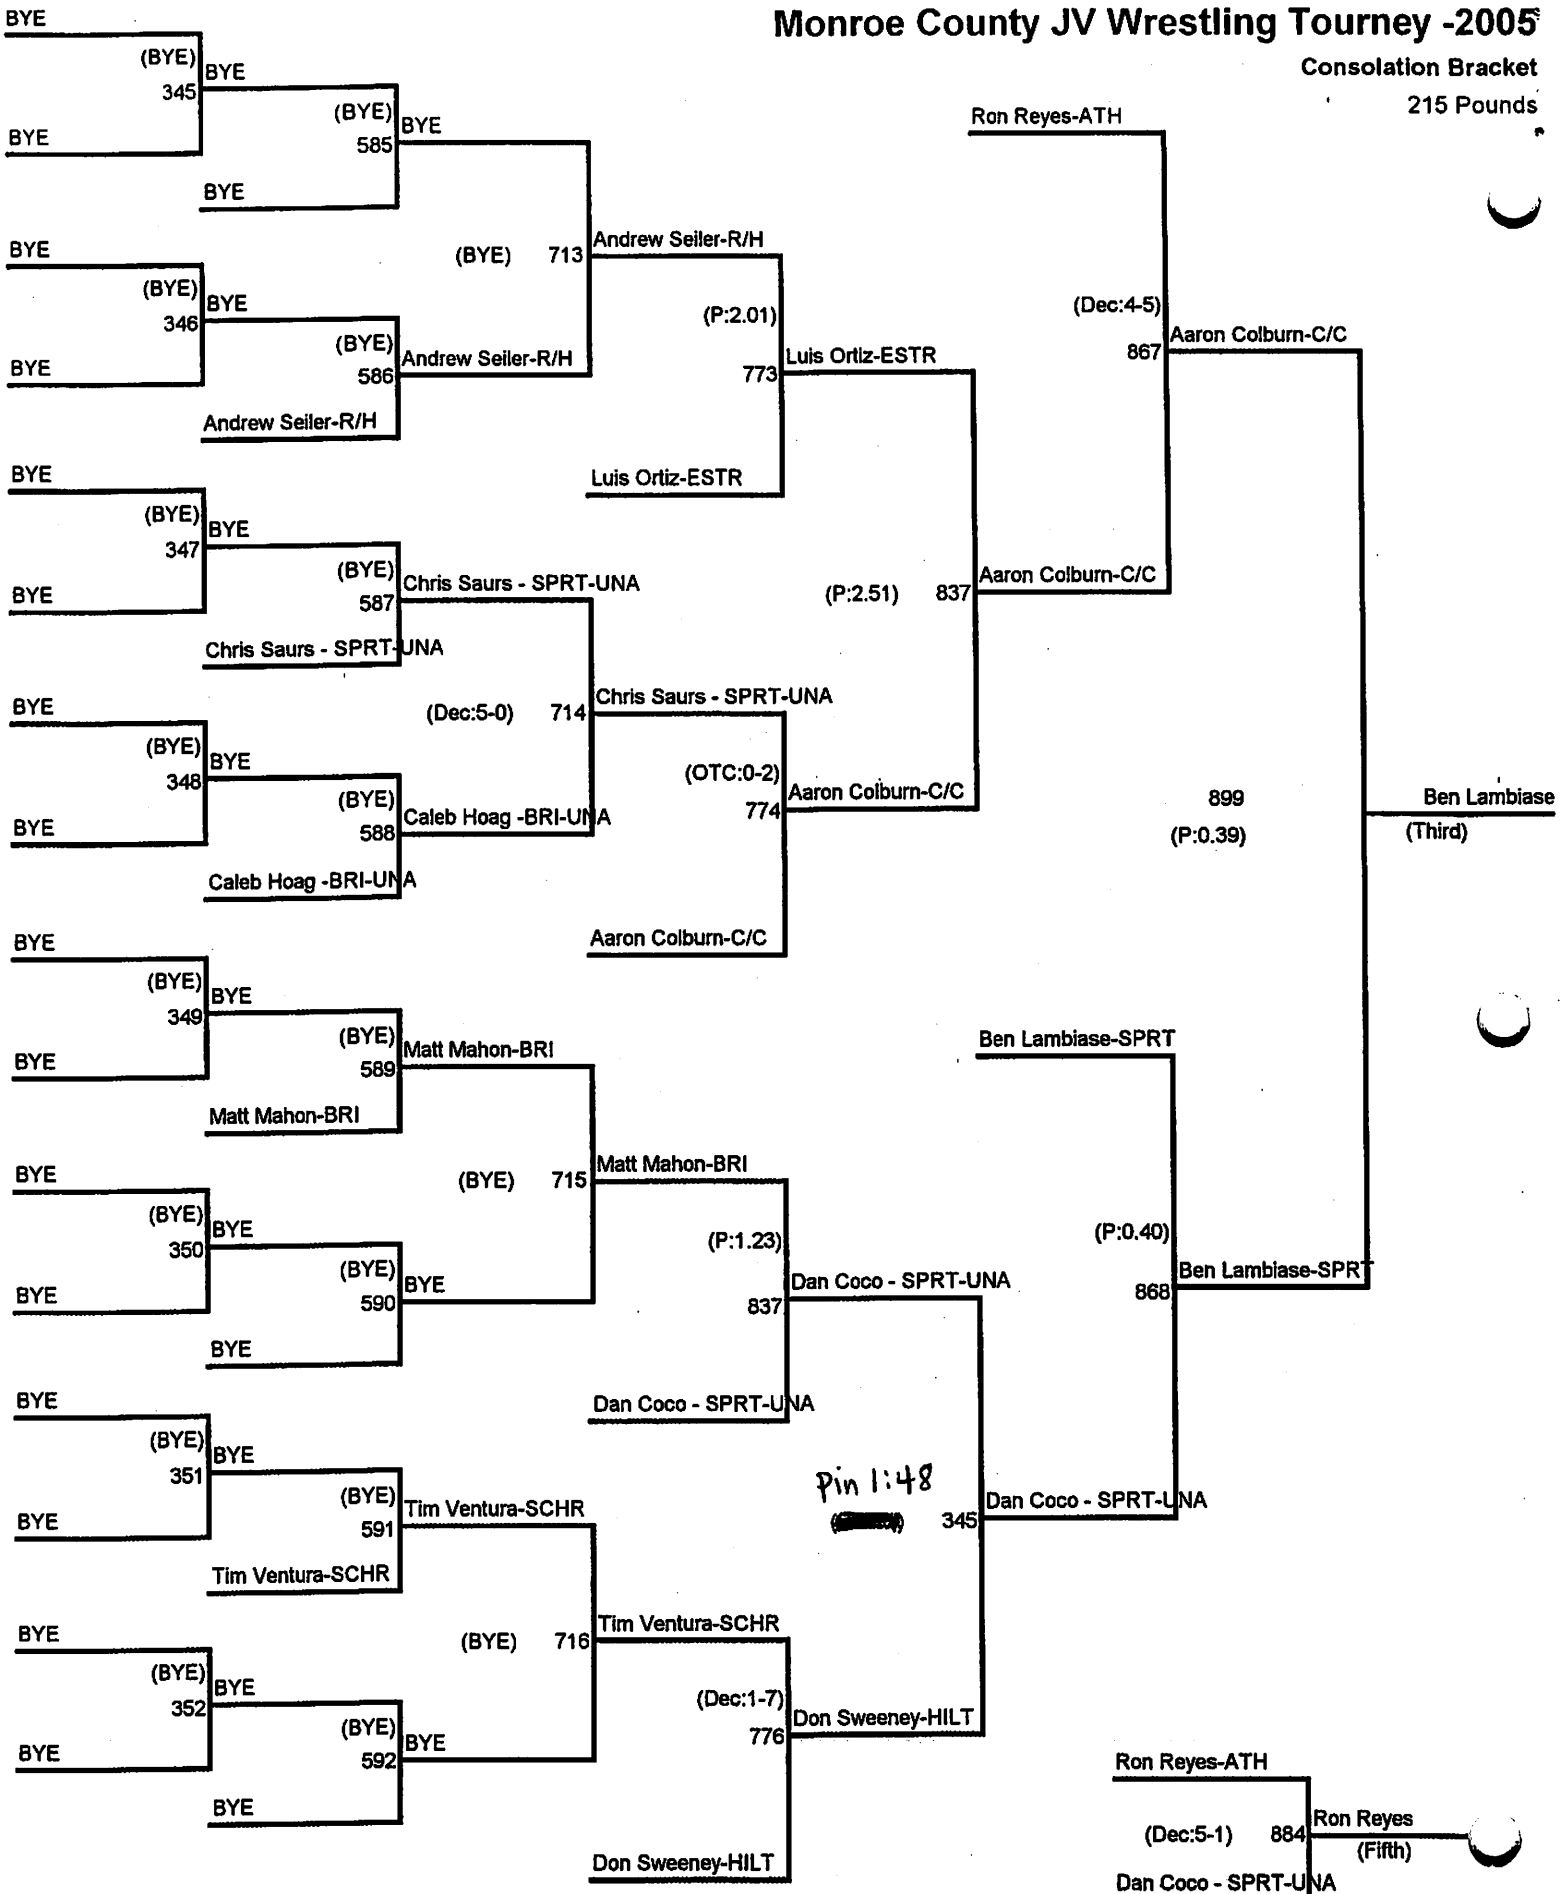 Monroe County JV Wrestling Tourney -2005
Consolation Bracket
215 Pounds
BYE
(BYE)
345
BYE
BYE
(BYE)
585
BYE
BYE
BYE
(BYE)
346
BYE
BYE
(BYE)
586
Andrew Seiler-R/H
Andrew Seiler-R/H
(BYE) 713
Andrew Seiler-R/H
(P:2.01)
773
Luis Ortiz-ESTR
Luis Ortiz-ESTR
BYE
(BYE)
347
BYE
BYE
(BYE)
587
Chris Saurs - SPRT-UNA
Chris Saurs - SPRT-UNA
BYE
(BYE)
348
BYE
BYE
(BYE)
588
Caleb Hoag -BRI-UNA
Caleb Hoag -BRI-UNA
(Dec:5-0) 714
Chris Saurs - SPRT-UNA
(OTC:0-2)
774
Aaron Colburn-C/C
Aaron Colburn-C/C
(P:2.51) 837
Aaron Colburn-C/C
Ron Reyes-ATH
(Dec:4-5)
867
Aaron Colburn-C/C
BYE
(BYE)
349
BYE
BYE
(BYE)
589
Matt Mahon-BRI
Matt Mahon-BRI
BYE
(BYE)
350
BYE
BYE
(BYE)
590
BYE
BYE
(BYE) 715
Matt Mahon-BRI
(P:1.23)
837
Dan Coco - SPRT-UNA
Dan Coco - SPRT-UNA
BYE
(BYE)
351
BYE
BYE
(BYE)
591
Tim Ventura-SCHR
Tim Ventura-SCHR
BYE
(BYE)
352
BYE
BYE
(BYE)
592
BYE
BYE
(BYE) 716
Tim Ventura-SCHR
(Dec:1-7)
776
Don Sweeney-HILT
Don Sweeney-HILT
Pin 1:48
345
Dan Coco - SPRT-UNA
Ben Lambiase-SPRT
(P:0.40)
868
Ben Lambiase-SPRT
899
(P:0.39)
Ben Lambiase
(Third)
Ron Reyes-ATH
(Dec:5-1) 884
Ron Reyes
(Fifth)
Dan Coco - SPRT-UNA